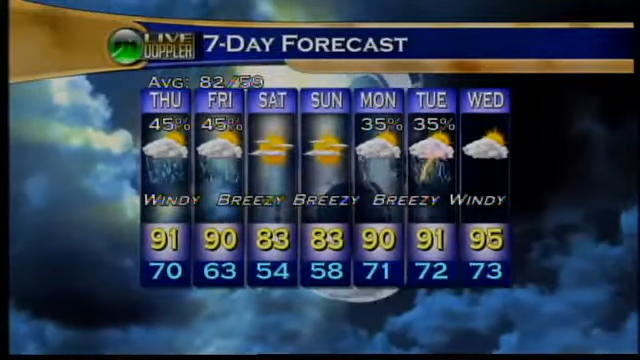 LIVE
DOPPLER
7-DAY FORECAST
AVG: 82/59
THU FRI SAT SUN MON TUE WED
45% 45% 35% 35%
WINDY BREEZY BREEZY BREEZY WINDY
91 90 83 83 90 91 95
70 63 54 58 71 72 73